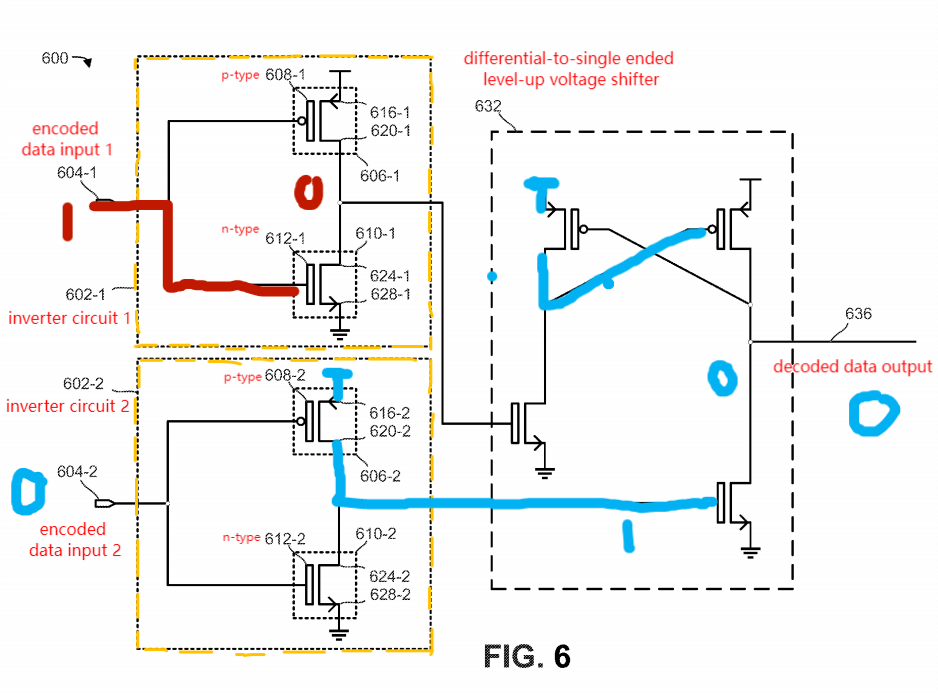 600
p-type 608-1
differential-to-single ended
level-up voltage shifter
632
616-1
620-1
encoded
data input 1
604-1
606-1
1
0
n-type
612-1
610-1
624-1
628-1
602-1
inverter circuit 1
636
decoded data output
0
0
602-2
inverter circuit 2
p-type 608-2
616-2
620-2
606-2
0
604-2
encoded
data input 2
1
n-type 612-2
610-2
624-2
628-2
FIG. 6